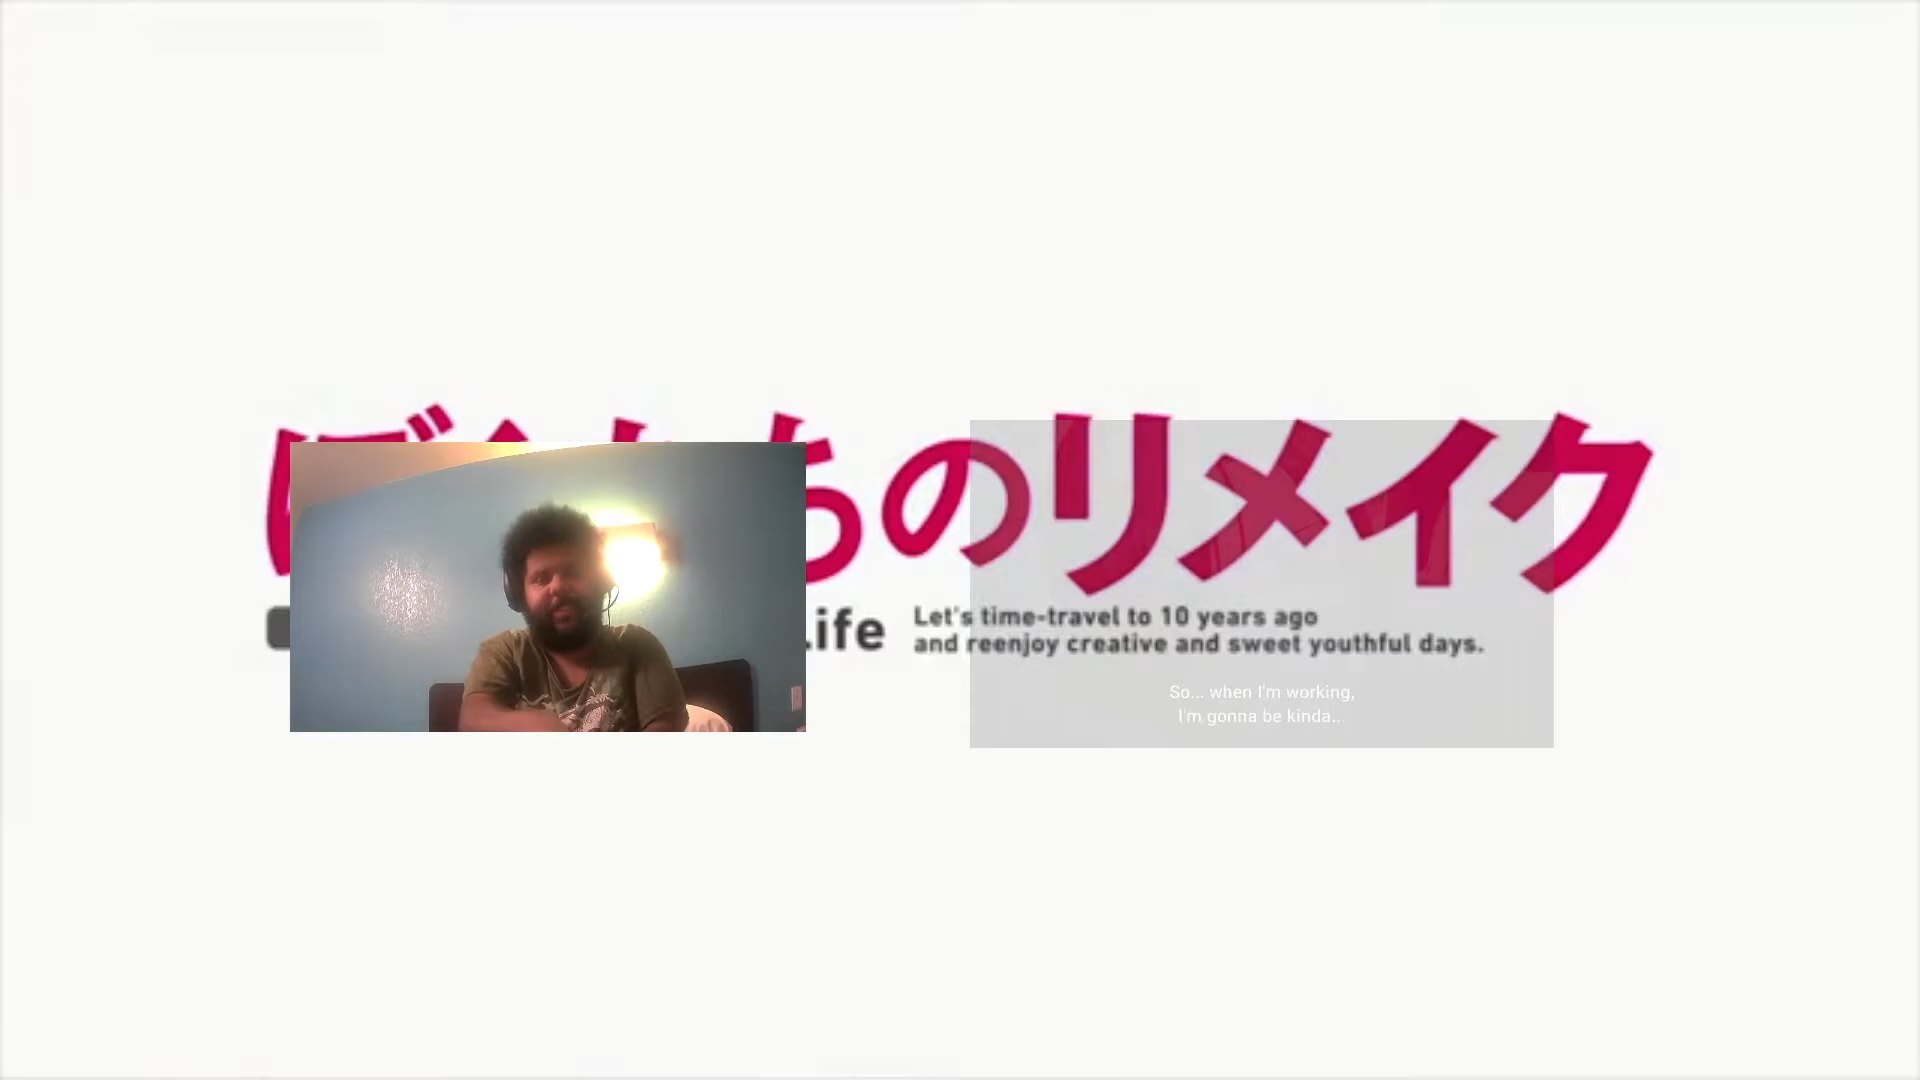 ちのリメイク
Life
Let's time-travel to 10 years ago
and reenjoy creative and sweet youthful days.
So... when I'm working,
I'm gonna be kinda..